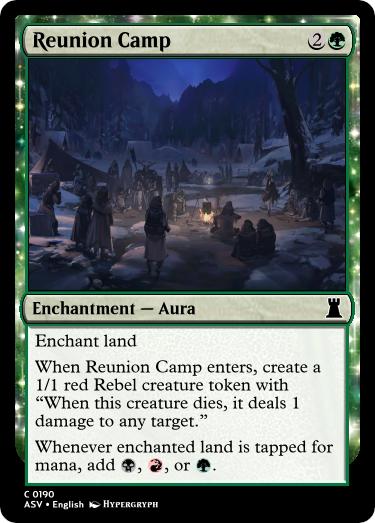 Reunion Camp 2
Enchantment — Aura
Enchant land
When Reunion Camp enters, create a
1/1 red Rebel creature token with
“When this creature dies, it deals 1
damage to any target.”
Whenever enchanted land is tapped for
mana, add , , or .
C 0190
ASV • English HYPERGRYPH